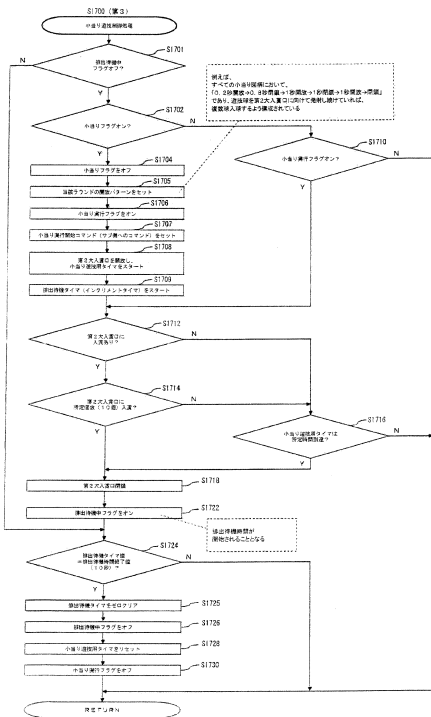 S1700 (第3)
小当り遊技制御処理
S1701
排出待機中
フラグオフ?
N
Y
例えば、
すべての小当り図柄において、
「0.2秒開放→0.8秒閉鎖→1秒開放→1秒閉鎖→1秒開放→閉鎖」
であり、遊技球を第2大入賞口に向けて発射し続けていれば、
複数球入球するよう構成されている
S1702
小当りフラグオン?
N
Y
S1710
小当り実行フラグオン?
N
Y
S1704
小当りフラグをオフ
S1705
当該ラウンドの開放パターンをセット
S1706
小当り実行フラグをオン
S1707
小当り実行開始コマンド(サブ側へのコマンド)をセット
S1708
第2大入賞口を開放し、
小当り遊技用タイマをスタート
S1709
排出待機タイマ(インクリメントタイマ)をスタート
S1712
第2大入賞口に
入球あり?
N
Y
S1714
第2大入賞口に
所定個数(10個)入賞?
N
Y
S1716
小当り遊技用タイマは
所定時間到達?
N
Y
S1718
第2大入賞口閉鎖
S1722
排出待機中フラグをオン
排出待機時間が
開始されることとなる
S1724
排出待機タイマ値
=排出待機時間終了値
(10秒)?
N
Y
S1725
排出待機タイマをゼロクリア
S1726
排出待機中フラグをオフ
S1728
小当り遊技用タイマをリセット
S1730
小当り実行フラグをオフ
RETURN